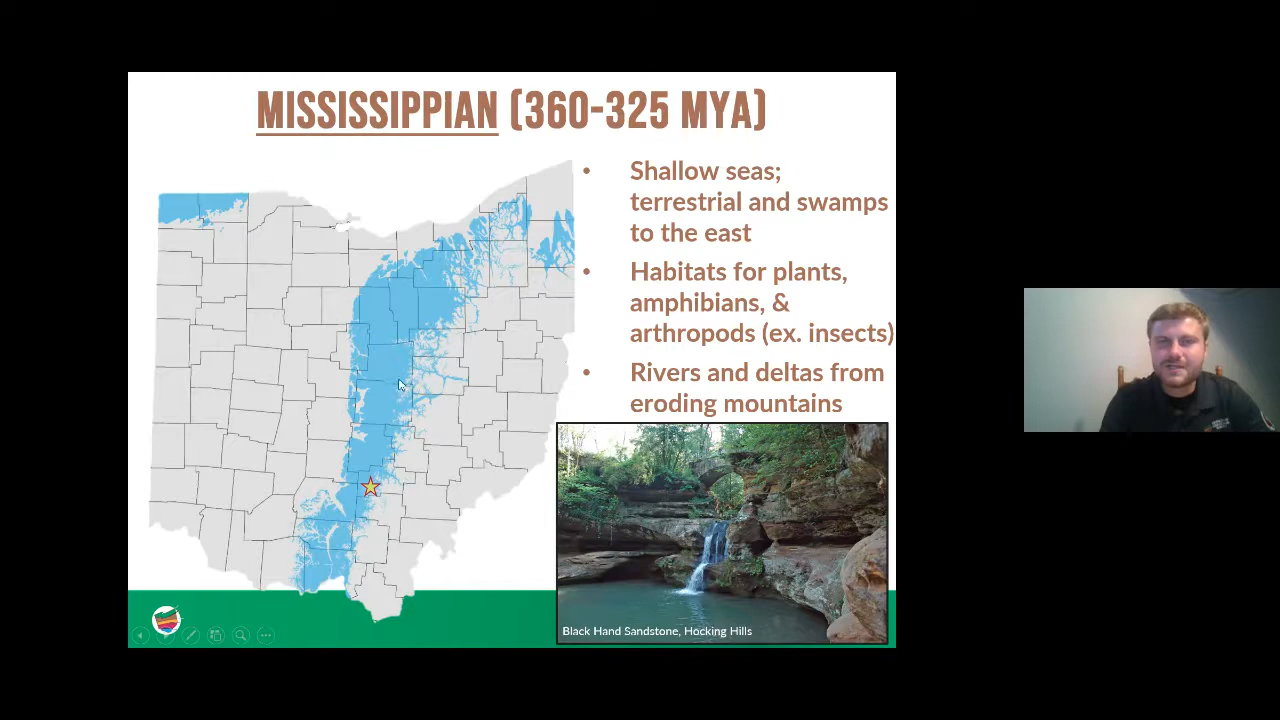 MISSISSIPPIAN (360-325 MYA)
• Shallow seas;
terrestrial and swamps
to the east
• Habitats for plants,
amphibians, &
arthropods (ex. insects)
• Rivers and deltas from
eroding mountains
Black Hand Sandstone, Hocking Hills